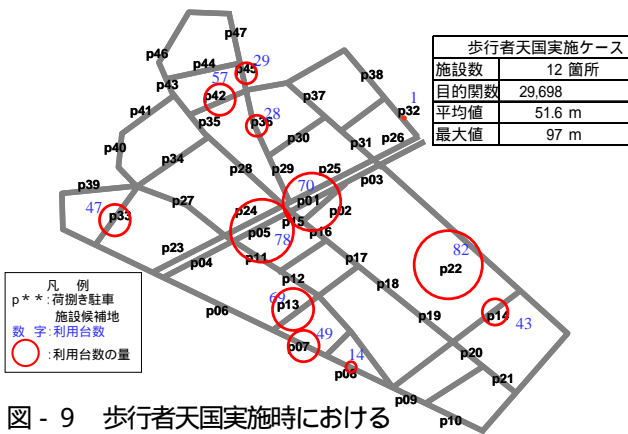 p47
p46
p44
29
p45
p43
57
p42
p38
p37
1
p32
p41
28
p36
p35
p30
p31
p26
p40
p34
p29
p25
p03
p28
70
p01
p39
p27
p24
p15
p02
47
p33
p05
78
p16
p23
p04
p11
p17
82
p22
p12
p18
p06
69
p13
p19
p14
43
49
p07
14
p08
p20
p21
p09
p10
歩行者天国実施ケース
施設数 12 箇所
目的関数 29,698
平均値 51.6 m
最大値 97 m
凡 例
p**:荷捌き駐車
施設候補地
数 字:利用台数
:利用台数の量
図 - 9 歩行者天国実施時における